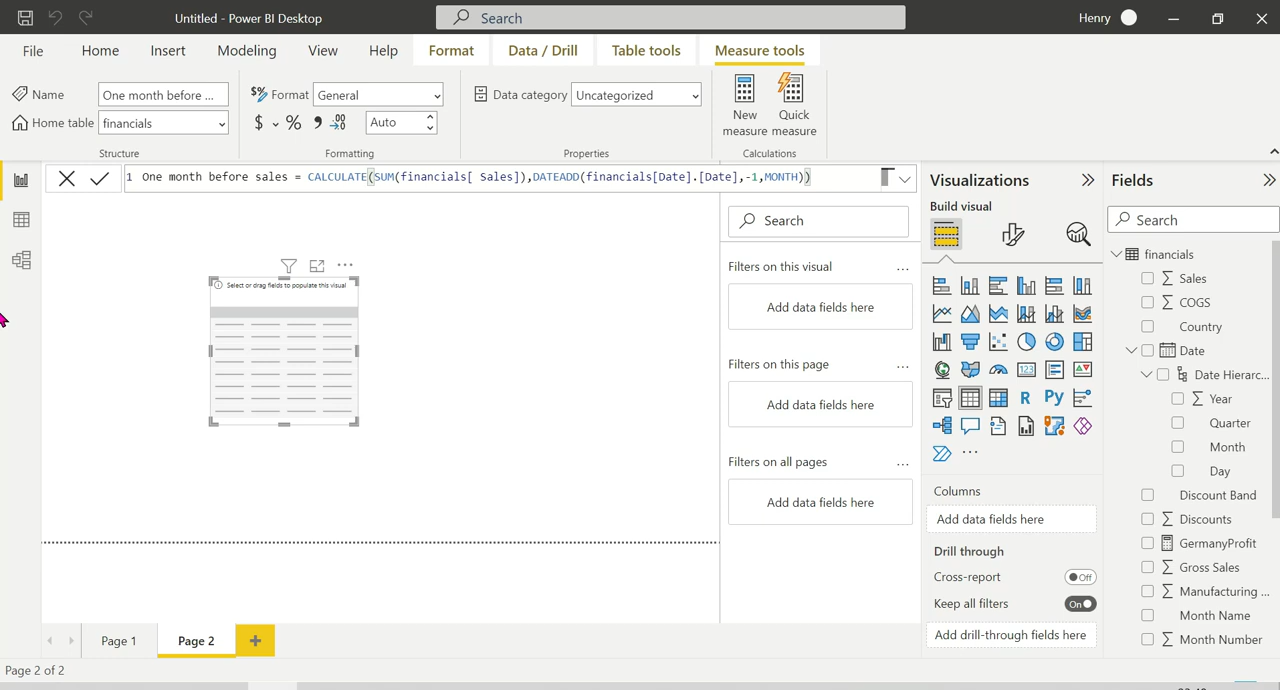 Untitled - Power BI Desktop
Search
Henry
File
Home
Insert
Modeling
View
Help
Format
Data / Drill
Table tools
Measure tools
Name
One month before ...
$% Format
General
Data category
Uncategorized
New
measure
Quick
measure
Home table
financials
$
%
Auto
Structure
Formatting
Properties
Calculations
1 One month before sales = CALCULATE(SUM(financials[ Sales]),DATEADD(financials[Date].[Date],-1,MONTH))
Select or drag fields to populate this visual
Search
Filters on this visual
...
Add data fields here
Filters on this page
...
Add data fields here
Filters on all pages
...
Add data fields here
Visualizations
Build visual
123
R
Py
...
Columns
Add data fields here
Drill through
Cross-report
Off
Keep all filters
On
Add drill-through fields here
Fields
Search
financials
Sales
COGS
Country
Date
Date Hierarc...
Year
Quarter
Month
Day
Discount Band
Discounts
GermanyProfit
Gross Sales
Manufacturing ...
Month Name
Month Number
Page 1
Page 2
Page 2 of 2